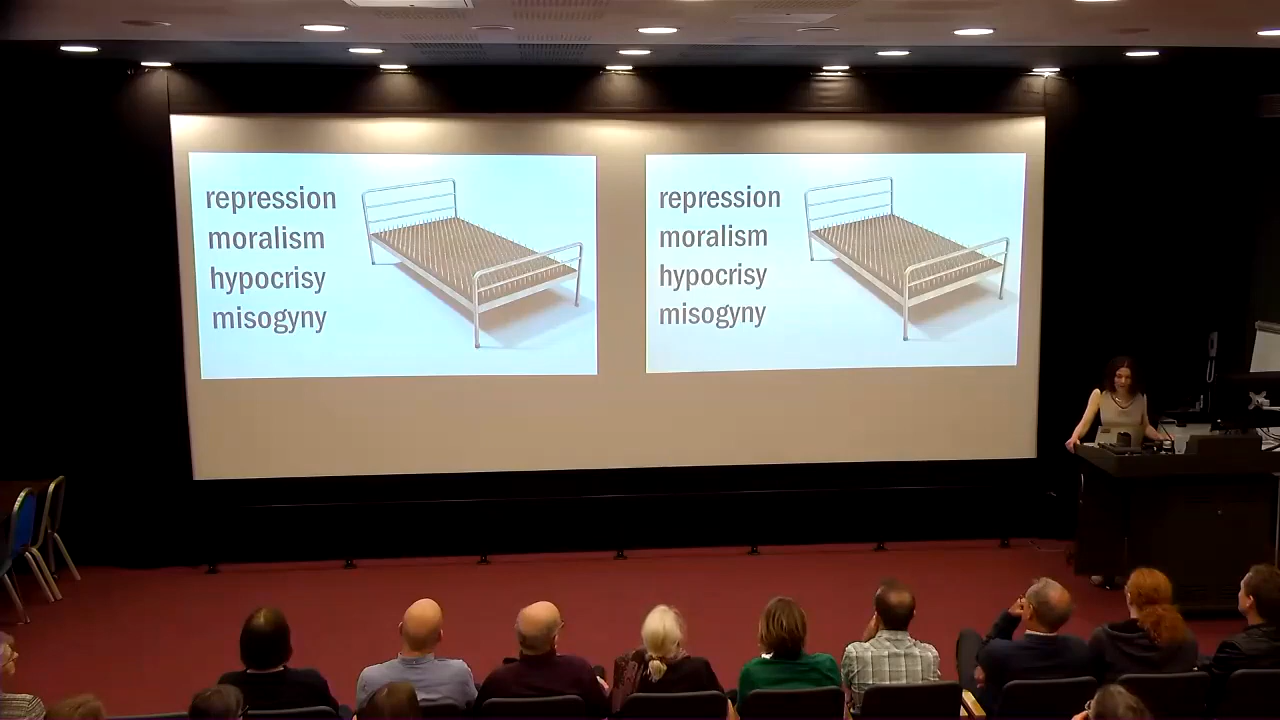 repression
moralism
hypocrisy
misogyny
repression
moralism
hypocrisy
misogyny